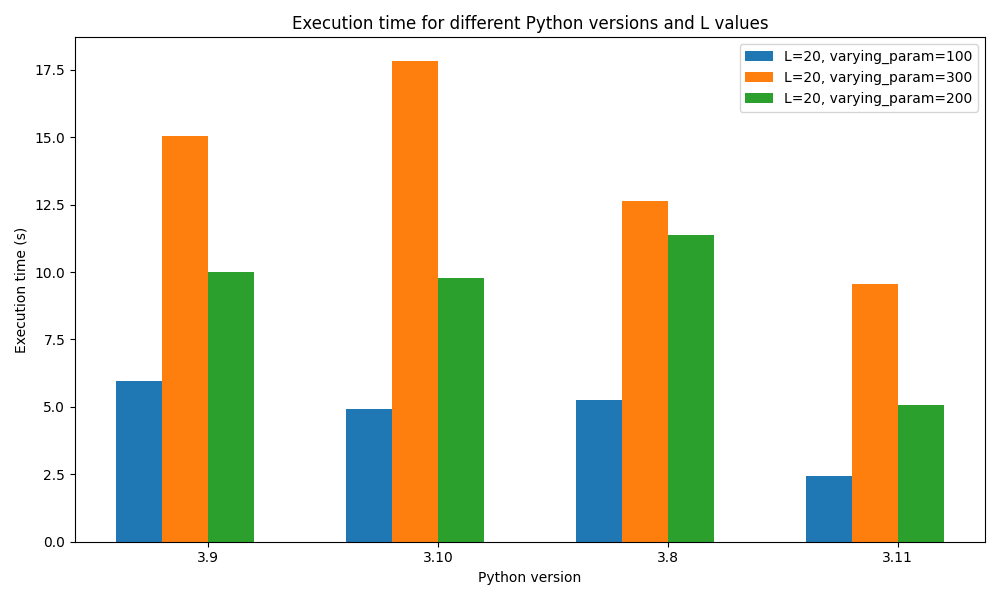 Execution time for different Python versions and L values
L=20, varying_param=100
L=20, varying_param=300
L=20, varying_param=200
Execution time (s)
17.5
15.0
12.5
10.0
7.5
5.0
2.5
0.0
3.9 3.10 3.8 3.11
Python version